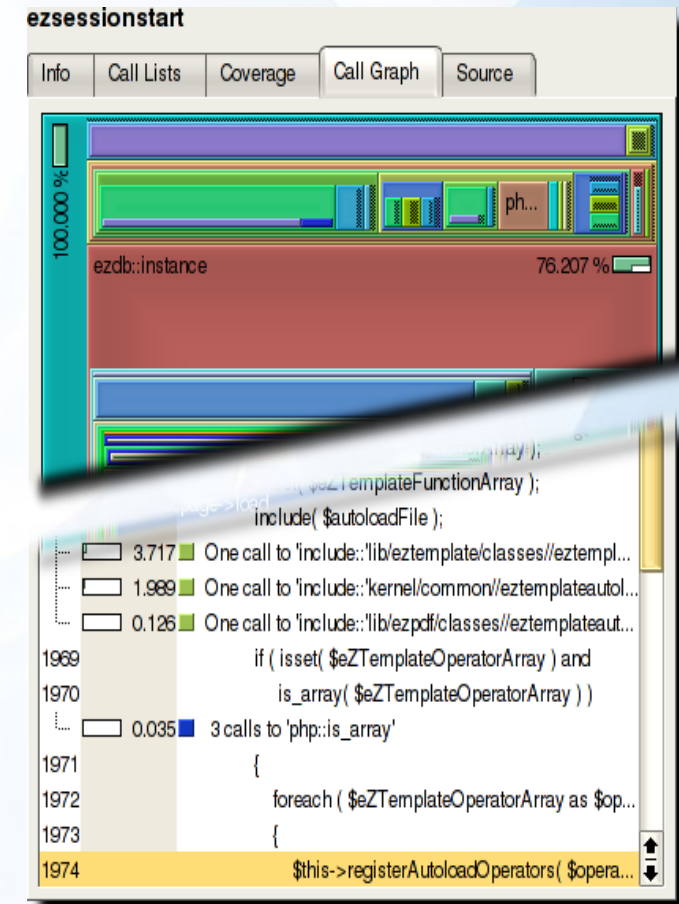 ezsessionstart
Info Call Lists Coverage Call Graph Source
100.000 %
ph...
ezdb::instance 76.207 %
$eZTemplateFunctionArray );
page->load
include( $autoloadFile );
3.717 One call to 'include::'lib/eztemplate/classes//eztempl...
1.989 One call to 'include::'kernel/common//eztemplateautol...
0.126 One call to 'include::'lib/ezpdf/classes//eztemplateaut...
1969 if ( isset( $eZTemplateOperatorArray ) and
1970 is_array( $eZTemplateOperatorArray ) )
0.035 3 calls to 'php::is_array'
1971 {
1972 foreach ( $eZTemplateOperatorArray as $op...
1973 {
1974 $this->registerAutoloadOperators( $opera...